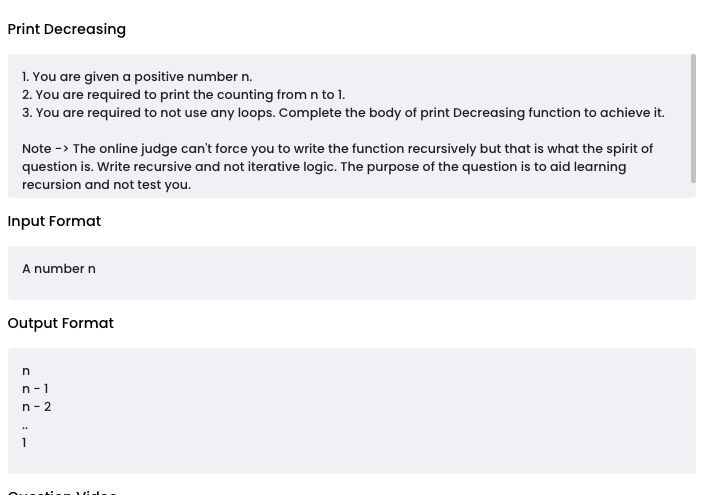 Print Decreasing
1. You are given a positive number n.
2. You are required to print the counting from n to 1.
3. You are required to not use any loops. Complete the body of print Decreasing function to achieve it.
Note -> The online judge can't force you to write the function recursively but that is what the spirit of
question is. Write recursive and not iterative logic. The purpose of the question is to aid learning
recursion and not test you.
Input Format
A number n
Output Format
n
n - 1
n - 2
..
1
Question Video